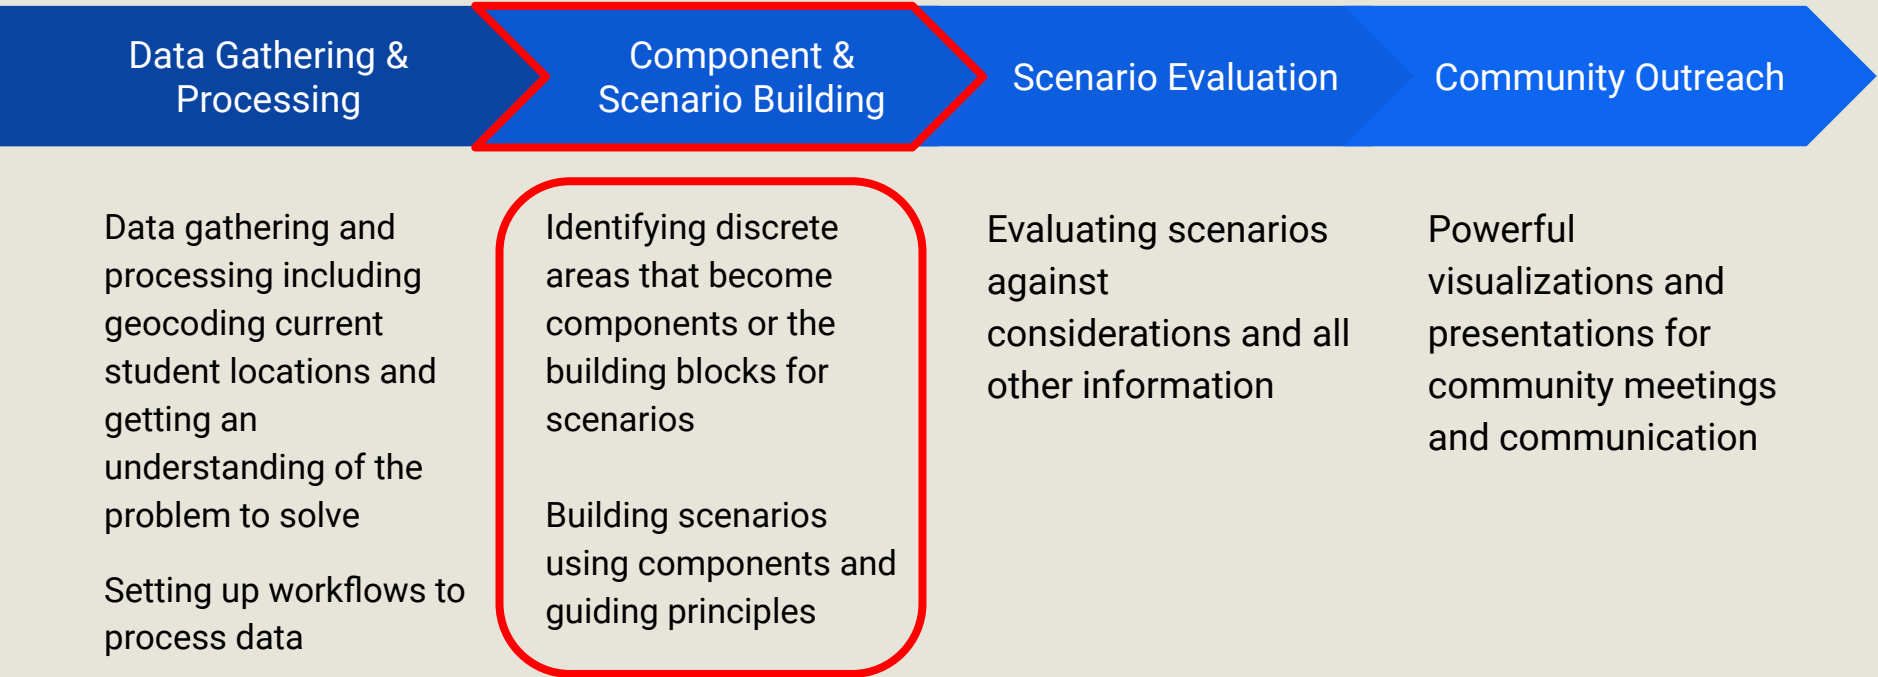 Data Gathering &
Processing
Component &
Scenario Building
Scenario Evaluation
Community Outreach
Data gathering and
processing including
geocoding current
student locations and
getting an
understanding of the
problem to solve
Setting up workflows to
process data
Identifying discrete
areas that become
components or the
building blocks for
scenarios
Building scenarios
using components and
guiding principles
Evaluating scenarios
against
considerations and all
other information
Powerful
visualizations and
presentations for
community meetings
and communication